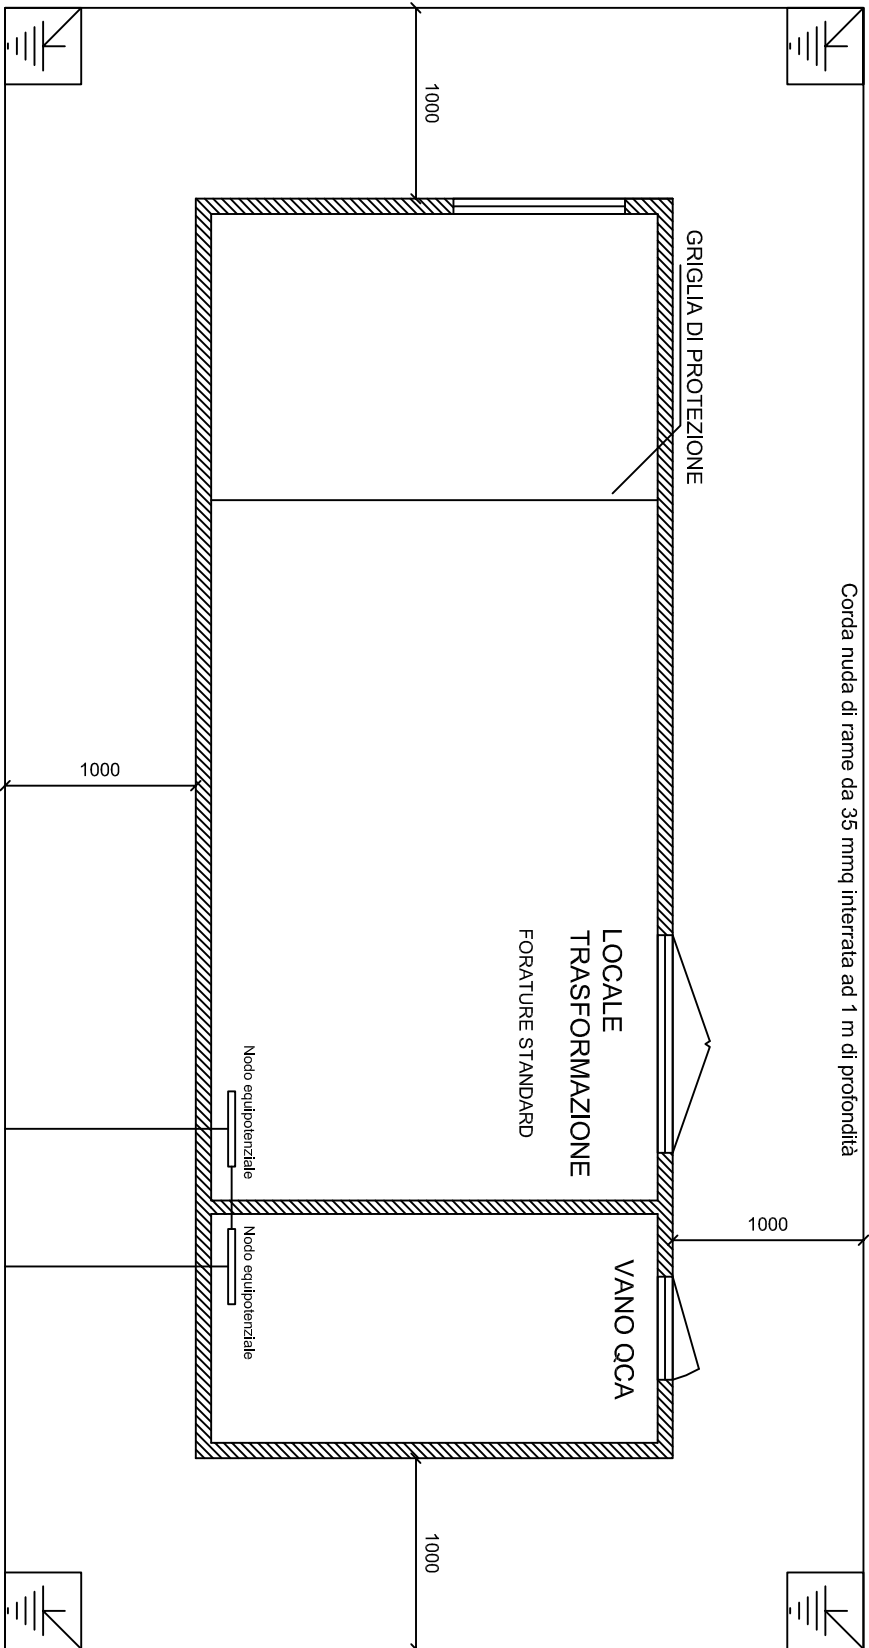 Corda nuda di rame da 35 mmq interrata ad 1 m di profondità
GRIGLIA DI PROTEZIONE
1000
1000
1000
1000
LOCALE
TRASFORMAZIONE
FORATURE STANDARD
VANO QCA
Nodo equipotenziale
Nodo equipotenziale